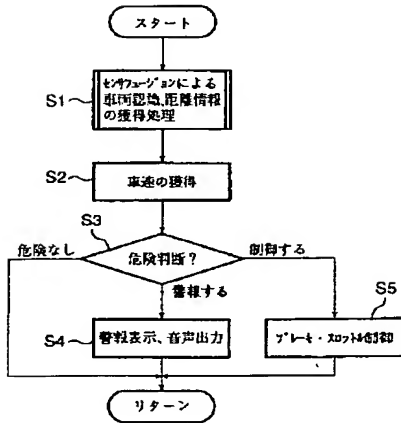 スタート
S1
センサフュージョンによる
車両認識、距離情報
の獲得処理
S2
車速の獲得
S3
危険なし
危険判断?
制御する
警報する
S5
S4
警報表示、音声出力
ブレーキ・スロットル制御
リターン